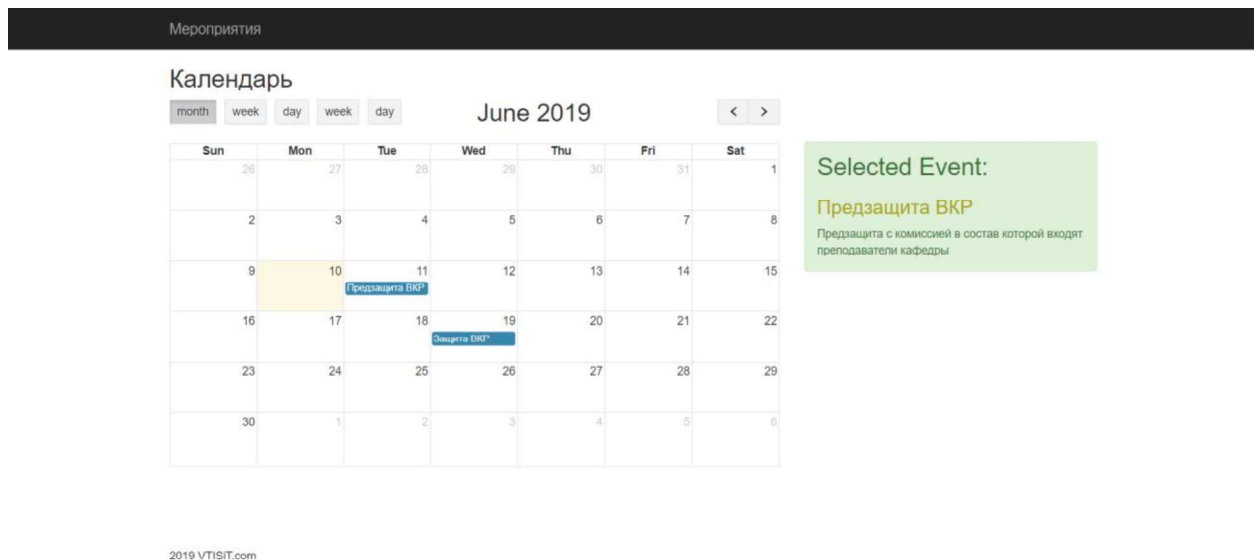 Мероприятия
Календарь
month week day week day June 2019 < >
Sun Mon Tue Wed Thu Fri Sat
26 27 28 29 30 31 1
2 3 4 5 6 7 8
9 10 11 12 13 14 15
Предзащита ВКР
16 17 18 19 20 21 22
Защита ВКР
23 24 25 26 27 28 29
30 1 2 3 4 5 6
Selected Event:
Предзащита ВКР
Предзащита с комиссией в состав которой входят
преподаватели кафедры
2019 VTISIT.com